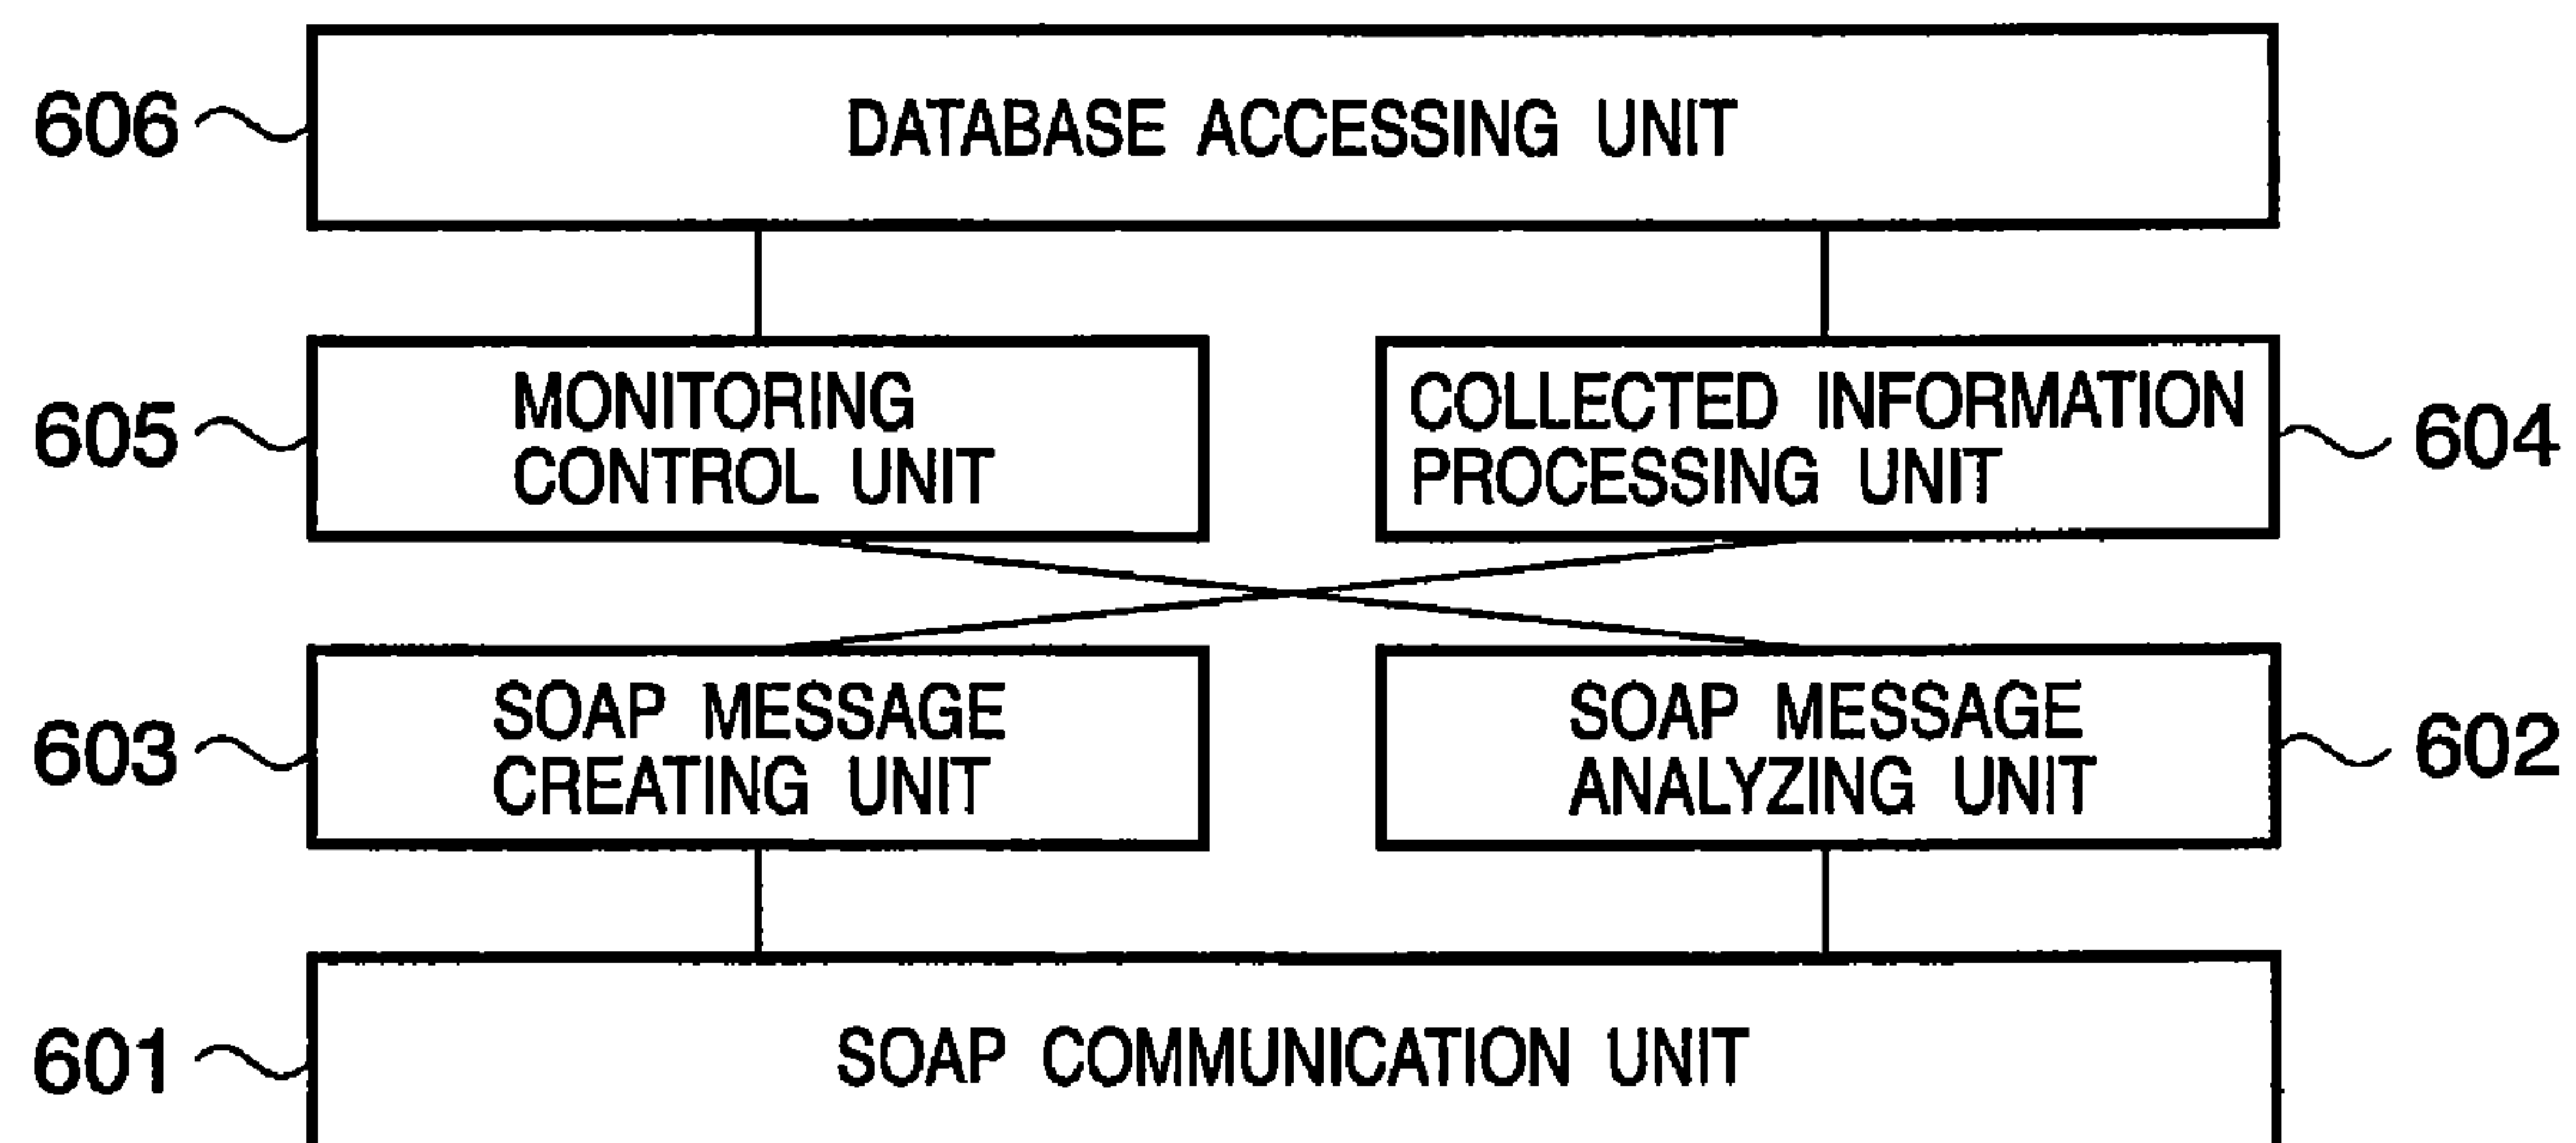 606
DATABASE ACCESSING UNIT
605
MONITORING
CONTROL UNIT
COLLECTED INFORMATION
PROCESSING UNIT
604
603
SOAP MESSAGE
CREATING UNIT
SOAP MESSAGE
ANALYZING UNIT
602
601
SOAP COMMUNICATION UNIT